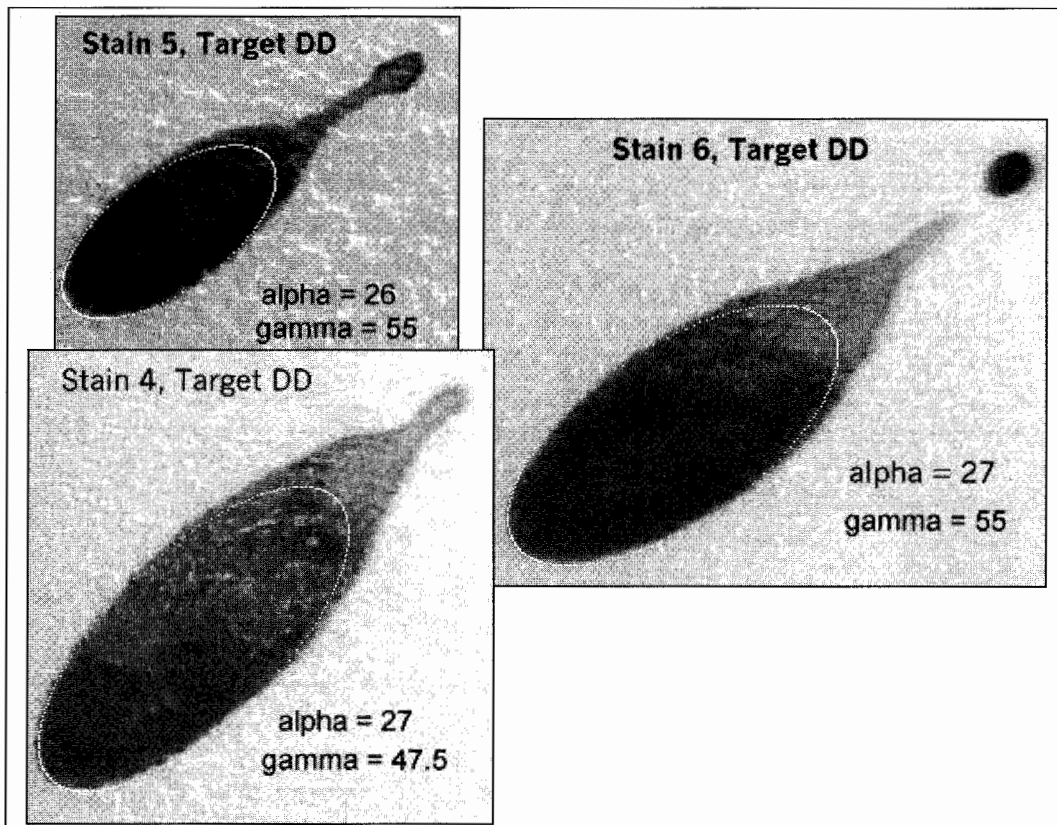 Stain 5, Target DD
alpha = 26
gamma = 55
Stain 6, Target DD
alpha = 27
gamma = 55
Stain 4, Target DD
alpha = 27
gamma = 47.5